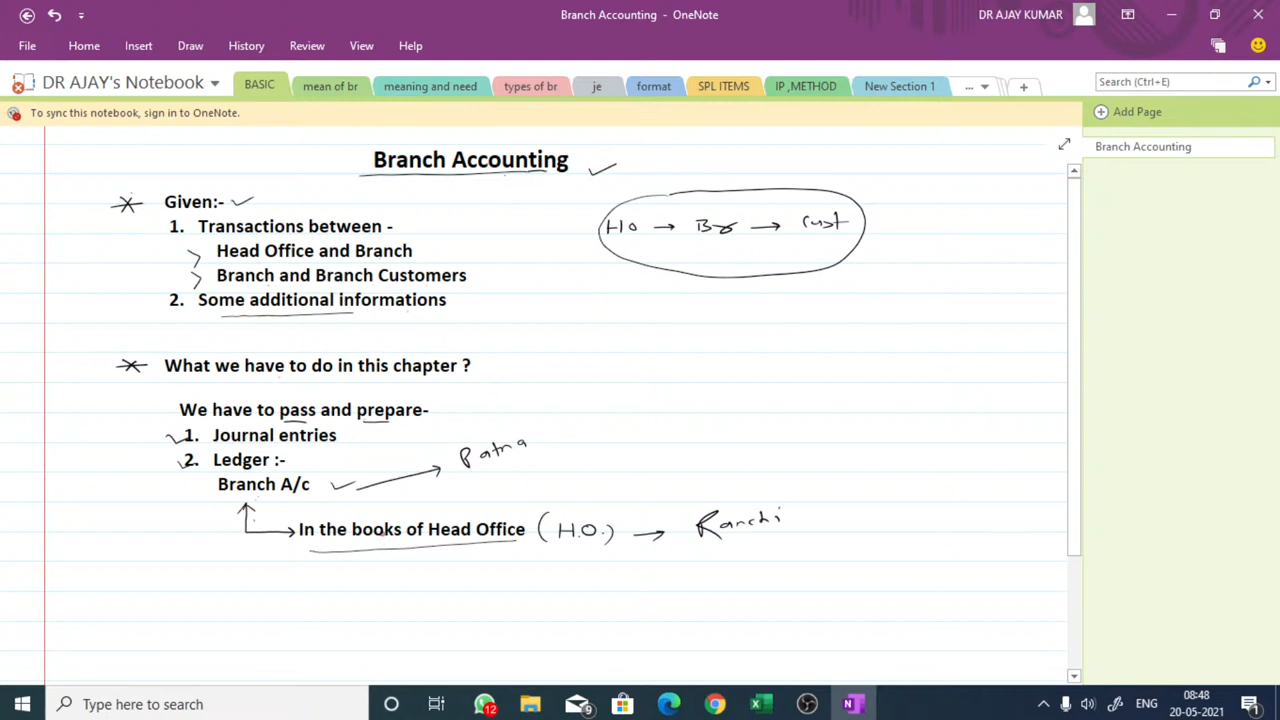 Branch Accounting - OneNote
DR AJAY KUMAR
File Home Insert Draw History Review View Help
DR AJAY's Notebook BASIC mean of br meaning and need types of br je format SPL ITEMS IP ,METHOD New Section 1 ... Search (Ctrl+E)
To sync this notebook, sign in to OneNote.
Add Page
Branch Accounting
Branch Accounting
Given:-
1. Transactions between -
Head Office and Branch
Branch and Branch Customers
2. Some additional informations
HO → Br → Cust
What we have to do in this chapter ?
We have to pass and prepare-
1. Journal entries
2. Ledger :-
Branch A/c → Patna
In the books of Head Office (H.O.) → Ranchi
Type here to search
12
9
ENG
08:48
20-05-2021
1